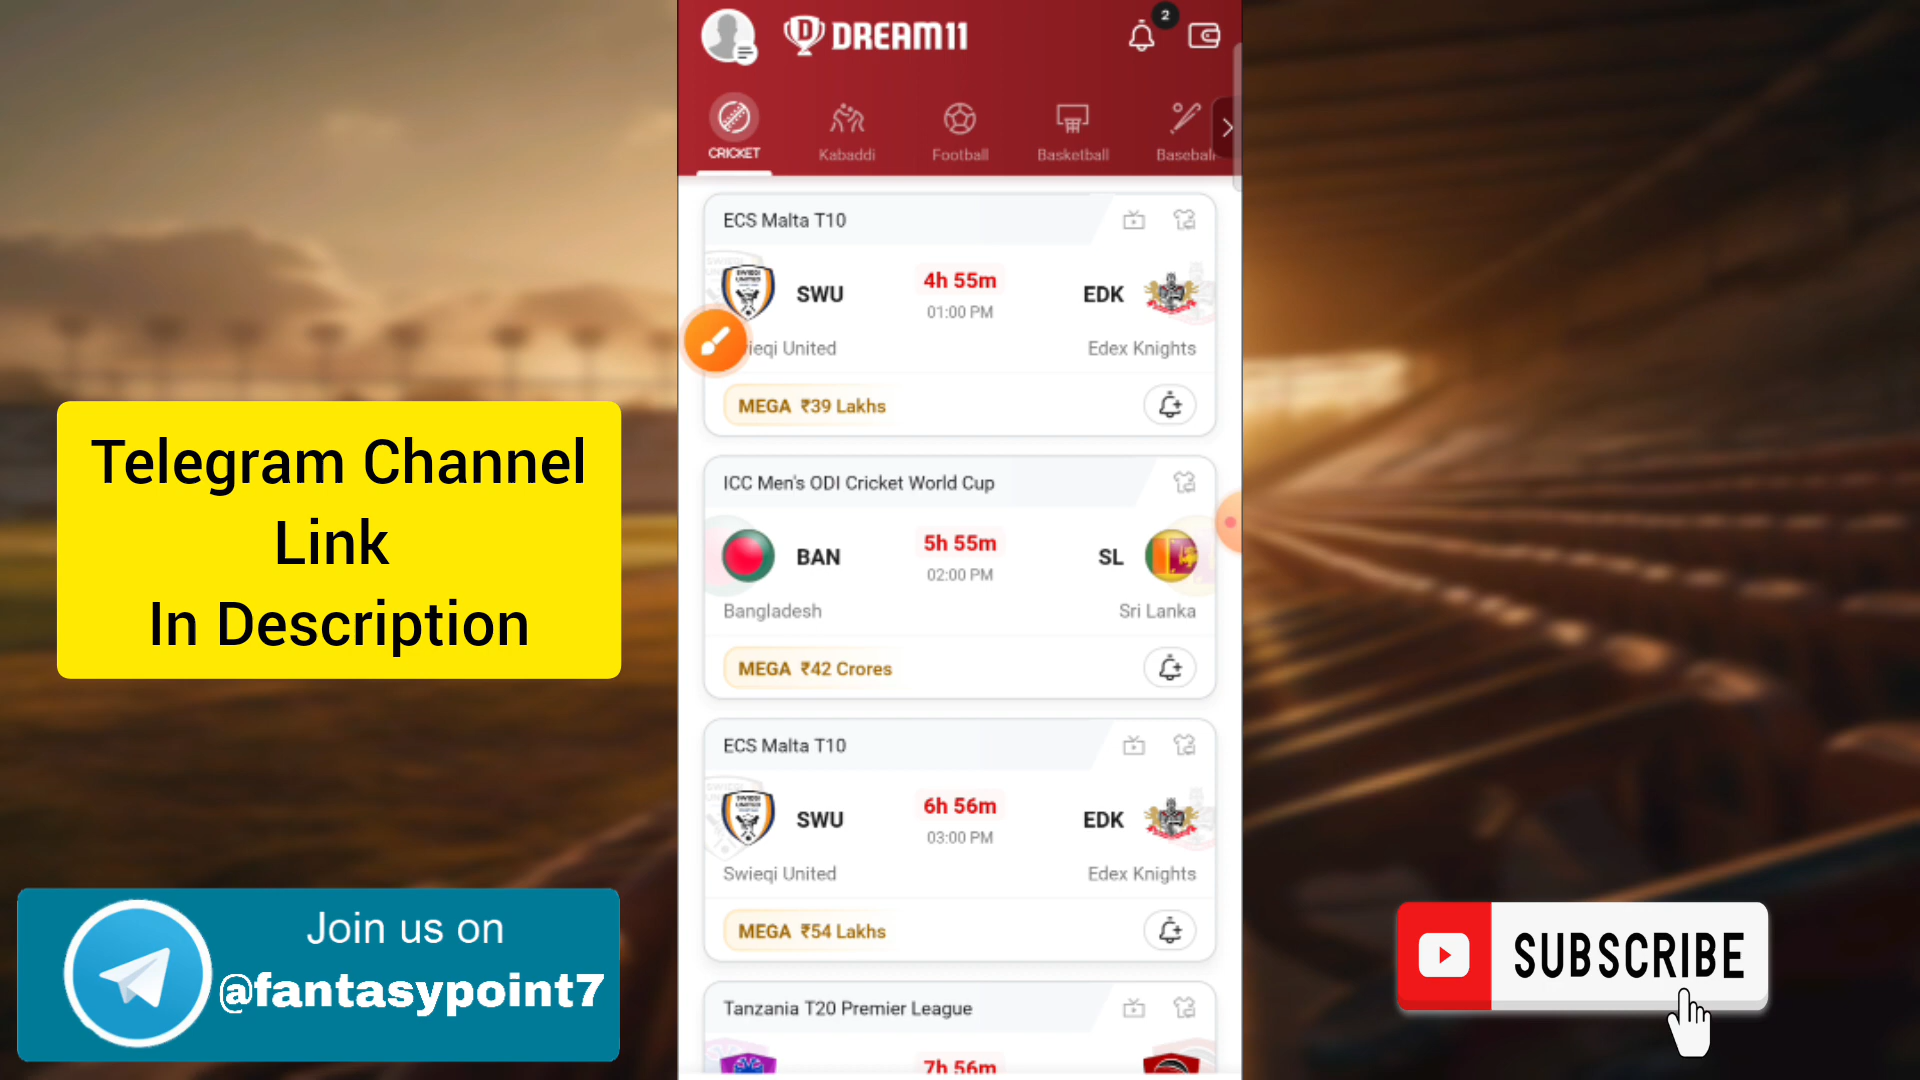 DREAM11
2
CRICKET
Kabaddi
Football
Basketball
Baseball
ECS Malta T10
SWU
4h 55m
01:00 PM
EDK
ieqi United
Edex Knights
MEGA ₹39 Lakhs
ICC Men's ODI Cricket World Cup
BAN
5h 55m
02:00 PM
SL
Bangladesh
Sri Lanka
MEGA ₹42 Crores
ECS Malta T10
SWU
6h 56m
03:00 PM
EDK
Swieqi United
Edex Knights
MEGA ₹54 Lakhs
Tanzania T20 Premier League
7h 56m
Telegram Channel
Link
In Description
Join us on
@fantasypoint7
SUBSCRIBE